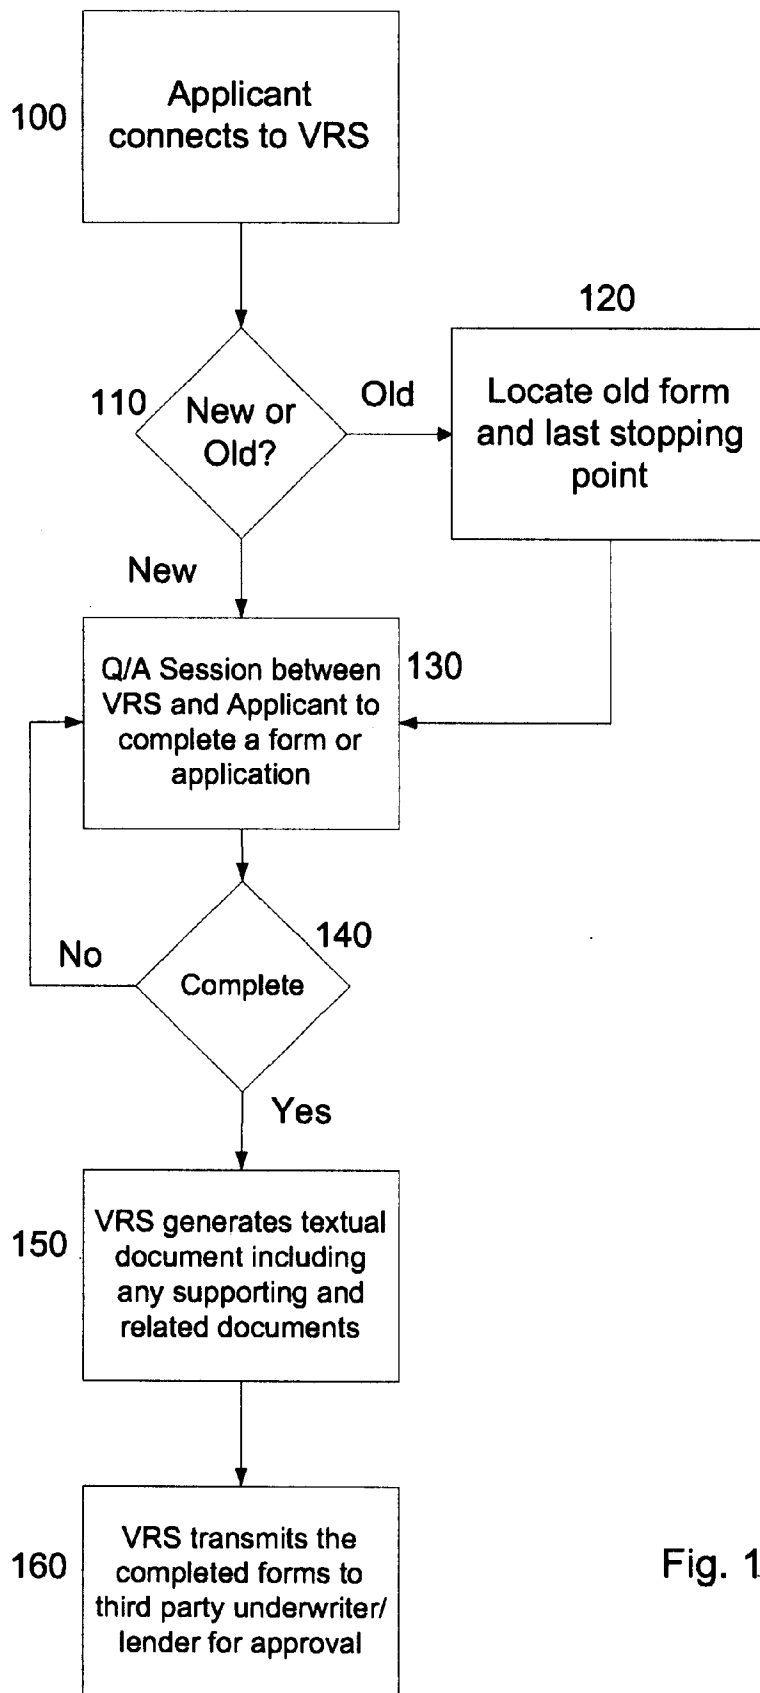 100
Applicant
connects to VRS
120
110
New or
Old?
Old
Locate old form
and last stopping
point
New
Q/A Session between
VRS and Applicant to
complete a form or
application
130
140
No
Complete
Yes
150
VRS generates textual
document including
any supporting and
related documents
160
VRS transmits the
completed forms to
third party underwriter/
lender for approval
Fig. 1